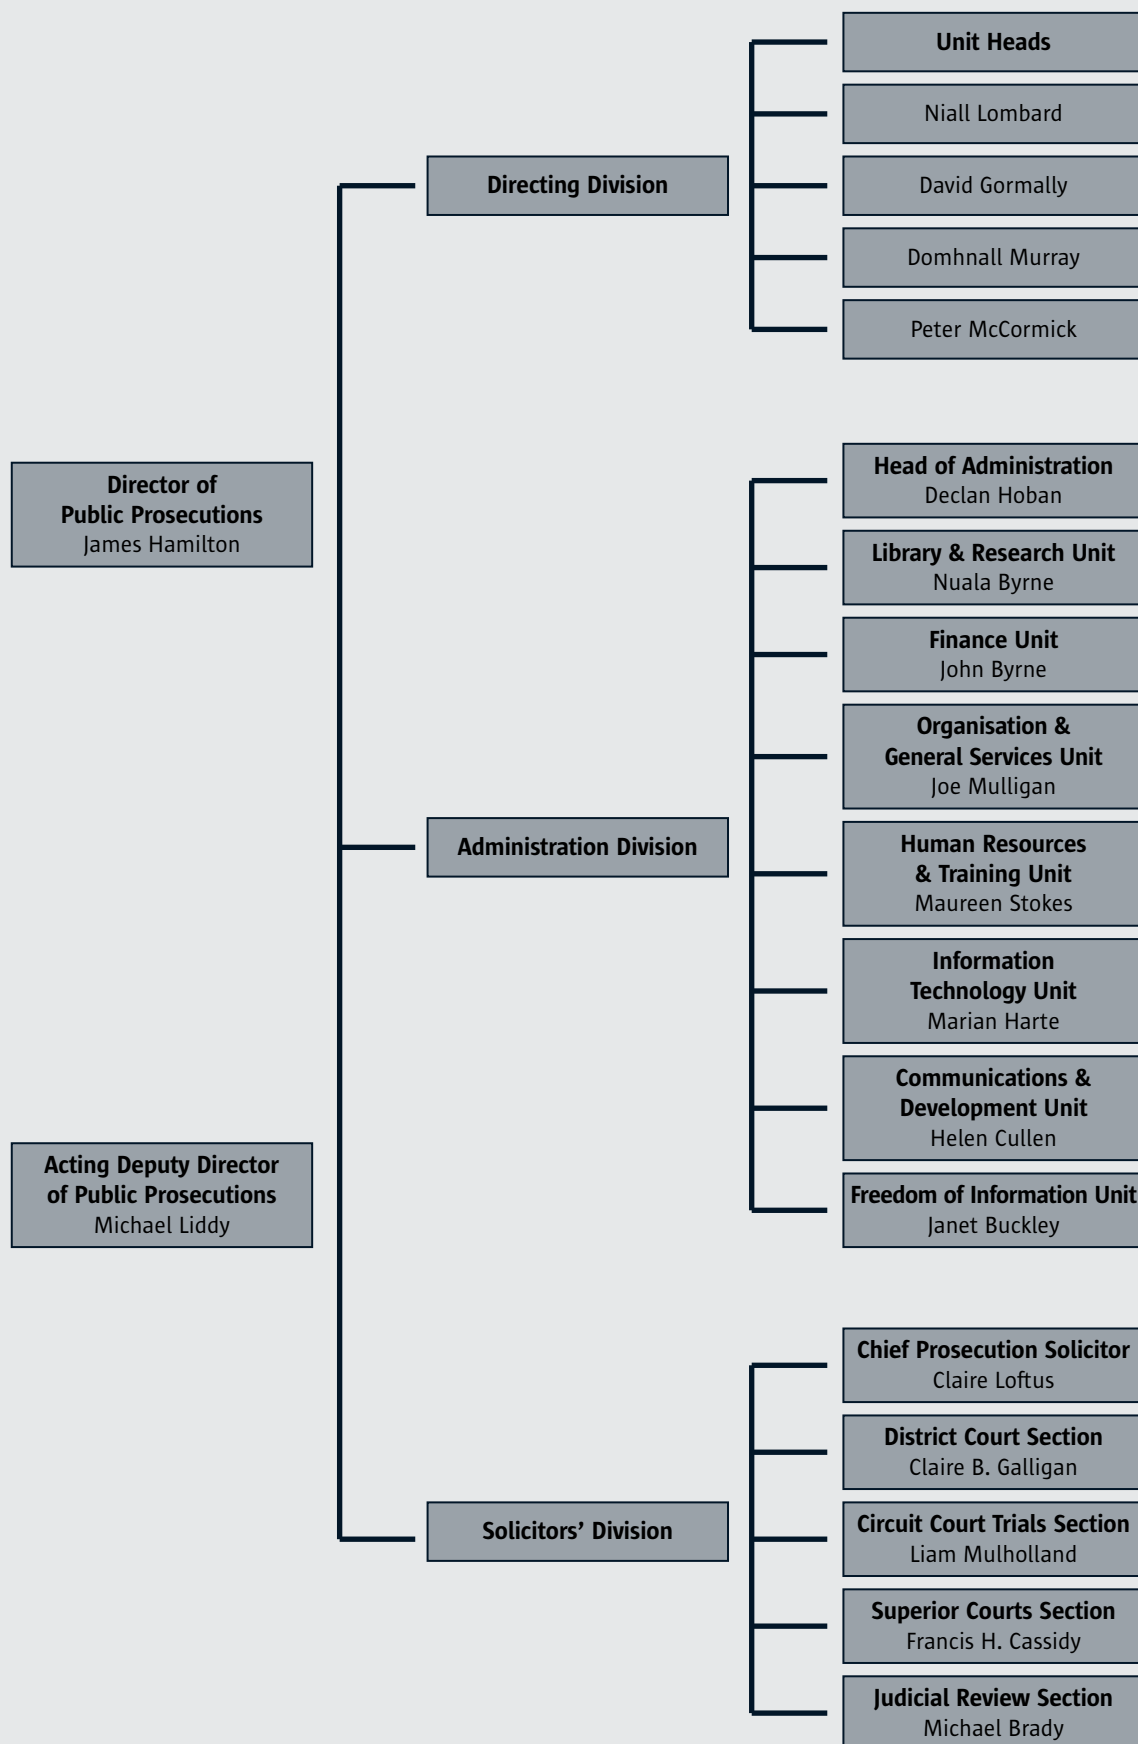 Director of
Public Prosecutions
James Hamilton
Acting Deputy Director
of Public Prosecutions
Michael Liddy
Directing Division
Unit Heads
Niall Lombard
David Gormally
Domhnall Murray
Peter McCormick
Administration Division
Head of Administration
Declan Hoban
Library & Research Unit
Nuala Byrne
Finance Unit
John Byrne
Organisation &
General Services Unit
Joe Mulligan
Human Resources
& Training Unit
Maureen Stokes
Information
Technology Unit
Marian Harte
Communications &
Development Unit
Helen Cullen
Freedom of Information Unit
Janet Buckley
Solicitors’ Division
Chief Prosecution Solicitor
Claire Loftus
District Court Section
Claire B. Galligan
Circuit Court Trials Section
Liam Mulholland
Superior Courts Section
Francis H. Cassidy
Judicial Review Section
Michael Brady